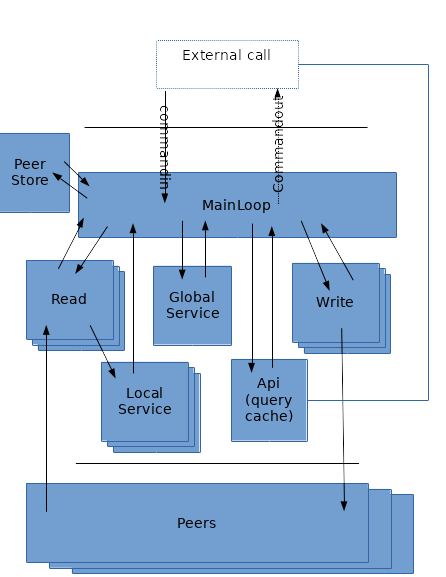 External call
commandin
Commandout
Peer
Store
MainLoop
Read
Global
Service
Write
Local
Service
Api
(query
cache)
Peers